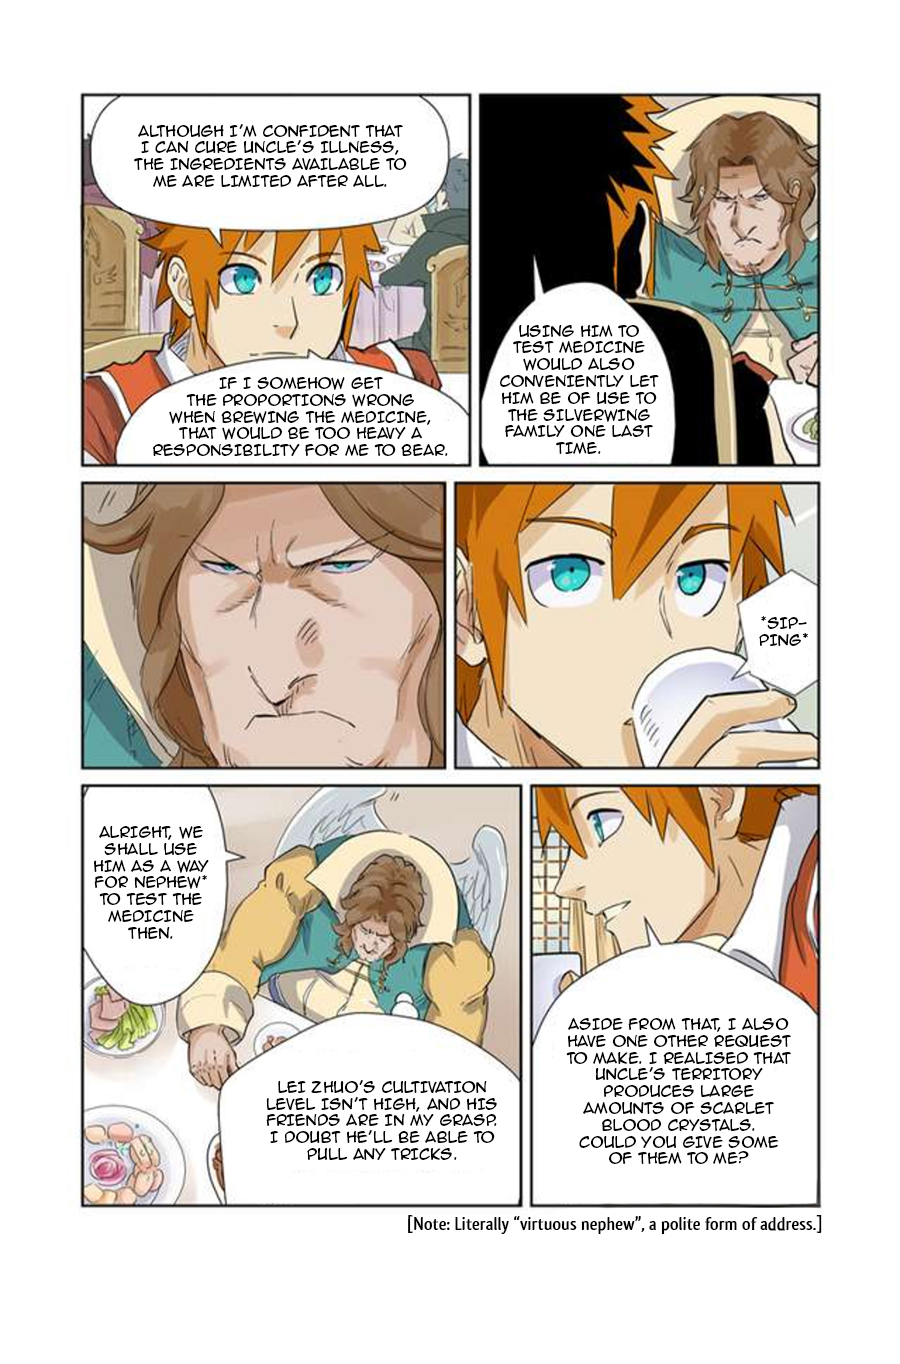 ALTHOUGH I'M CONFIDENT THAT
I CAN CURE UNCLE'S ILLNESS,
THE INGREDIENTS AVAILABLE TO
ME ARE LIMITED AFTER ALL.
IF I SOMEHOW GET
THE PROPORTIONS WRONG
WHEN BREWING THE MEDICINE,
THAT WOULD BE TOO HEAVY A
RESPONSIBILITY FOR ME TO BEAR.
USING HIM TO
TEST MEDICINE
WOULD ALSO
CONVENIENTLY LET
HIM BE OF USE TO
THE SILVERWING
FAMILY ONE LAST
TIME.
*SIP-
PING*
ALRIGHT, WE
SHALL USE
HIM AS A WAY
FOR NEPHEW*
TO TEST THE
MEDICINE
THEN.
LEI ZHUO'S CULTIVATION
LEVEL ISN'T HIGH, AND HIS
FRIENDS ARE IN MY GRASP.
I DOUBT HE'LL BE ABLE TO
PULL ANY TRICKS.
ASIDE FROM THAT, I ALSO
HAVE ONE OTHER REQUEST
TO MAKE. I REALISED THAT
UNCLE'S TERRITORY
PRODUCES LARGE
AMOUNTS OF SCARLET
BLOOD CRYSTALS.
COULD YOU GIVE SOME
OF THEM TO ME?
[Note: Literally "virtuous nephew", a polite form of address.]